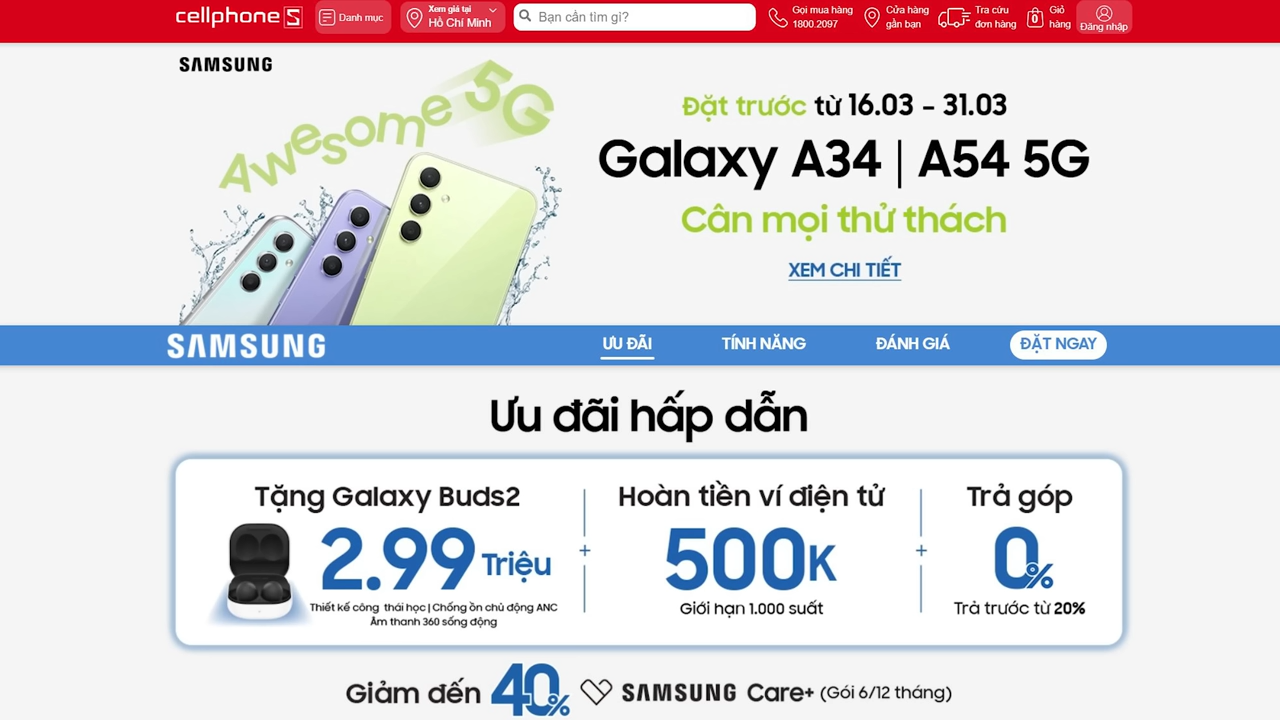 cellphoneS
Danh mục
Xem giá tại
Hồ Chí Minh
Bạn cần tìm gì?
Gọi mua hàng
1800.2097
Cửa hàng
gần bạn
Tra cứu
đơn hàng
Giỏ
hàng
Đăng nhập
SAMSUNG
Awesome 5G
Đặt trước từ 16.03 - 31.03
Galaxy A34 | A54 5G
Cân mọi thử thách
XEM CHI TIẾT
SAMSUNG
ƯU ĐÃI
TÍNH NĂNG
ĐÁNH GIÁ
ĐẶT NGAY
Ưu đãi hấp dẫn
Tặng Galaxy Buds2
2.99 Triệu
Thiết kế công thái học | Chống ồn chủ động ANC
Âm thanh 360 sống động
+
Hoàn tiền ví điện tử
500K
Giới hạn 1.000 suất
+
Trả góp
0%
Trả trước từ 20%
Giảm đến 40% SAMSUNG Care+ (Gói 6/12 tháng)